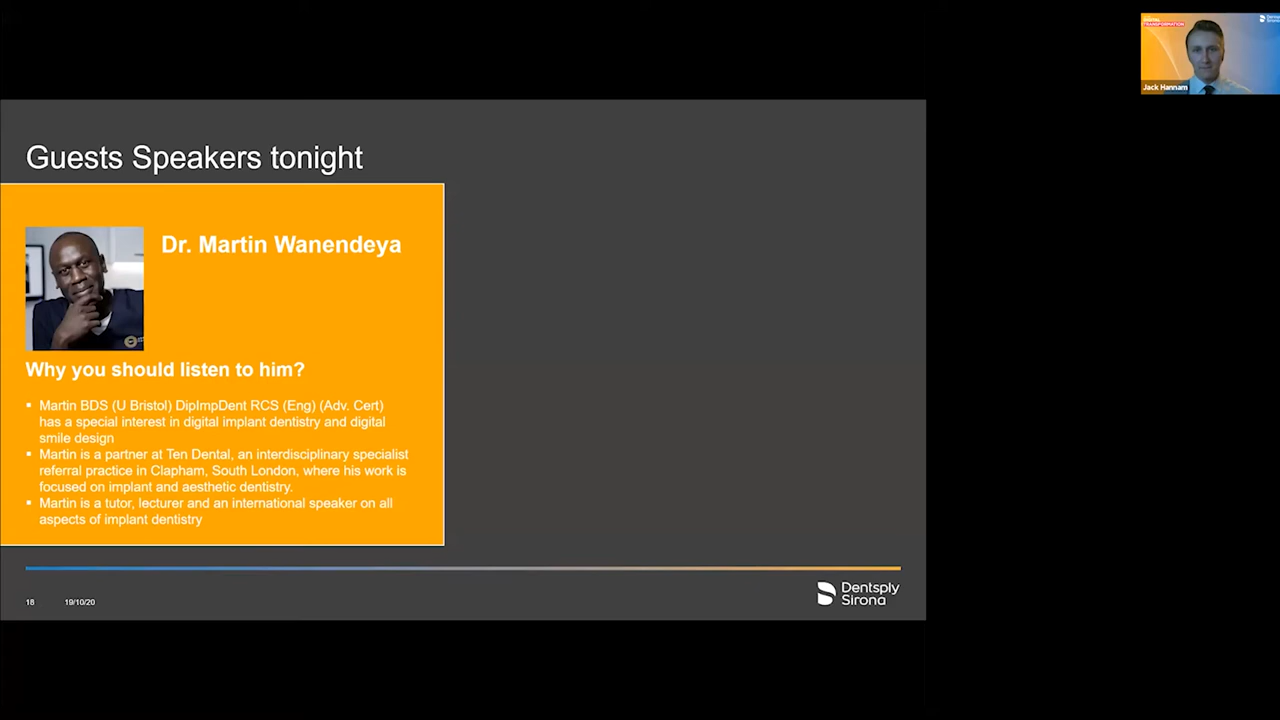 DIGITAL
TRANSFORMATION
Dentsply
Sirona
Jack Hannam
Guests Speakers tonight
Dr. Martin Wanendeya
Why you should listen to him?
▪ Martin BDS (U Bristol) DipImpDent RCS (Eng) (Adv. Cert)
has a special interest in digital implant dentistry and digital
smile design
▪ Martin is a partner at Ten Dental, an interdisciplinary specialist
referral practice in Clapham, South London, where his work is
focused on implant and aesthetic dentistry.
▪ Martin is a tutor, lecturer and an international speaker on all
aspects of implant dentistry
18 19/10/20
Dentsply
Sirona